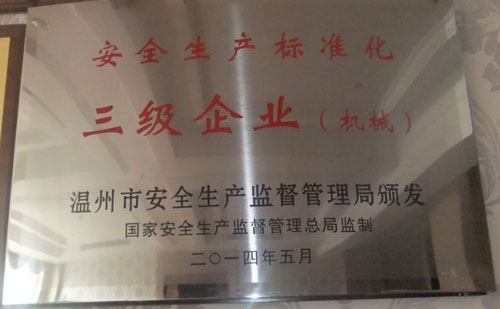 安全生产标准化
三级企业（机械）
温州市安全生产监督管理局颁发
国家安全生产监督管理总局监制
二〇一四年五月